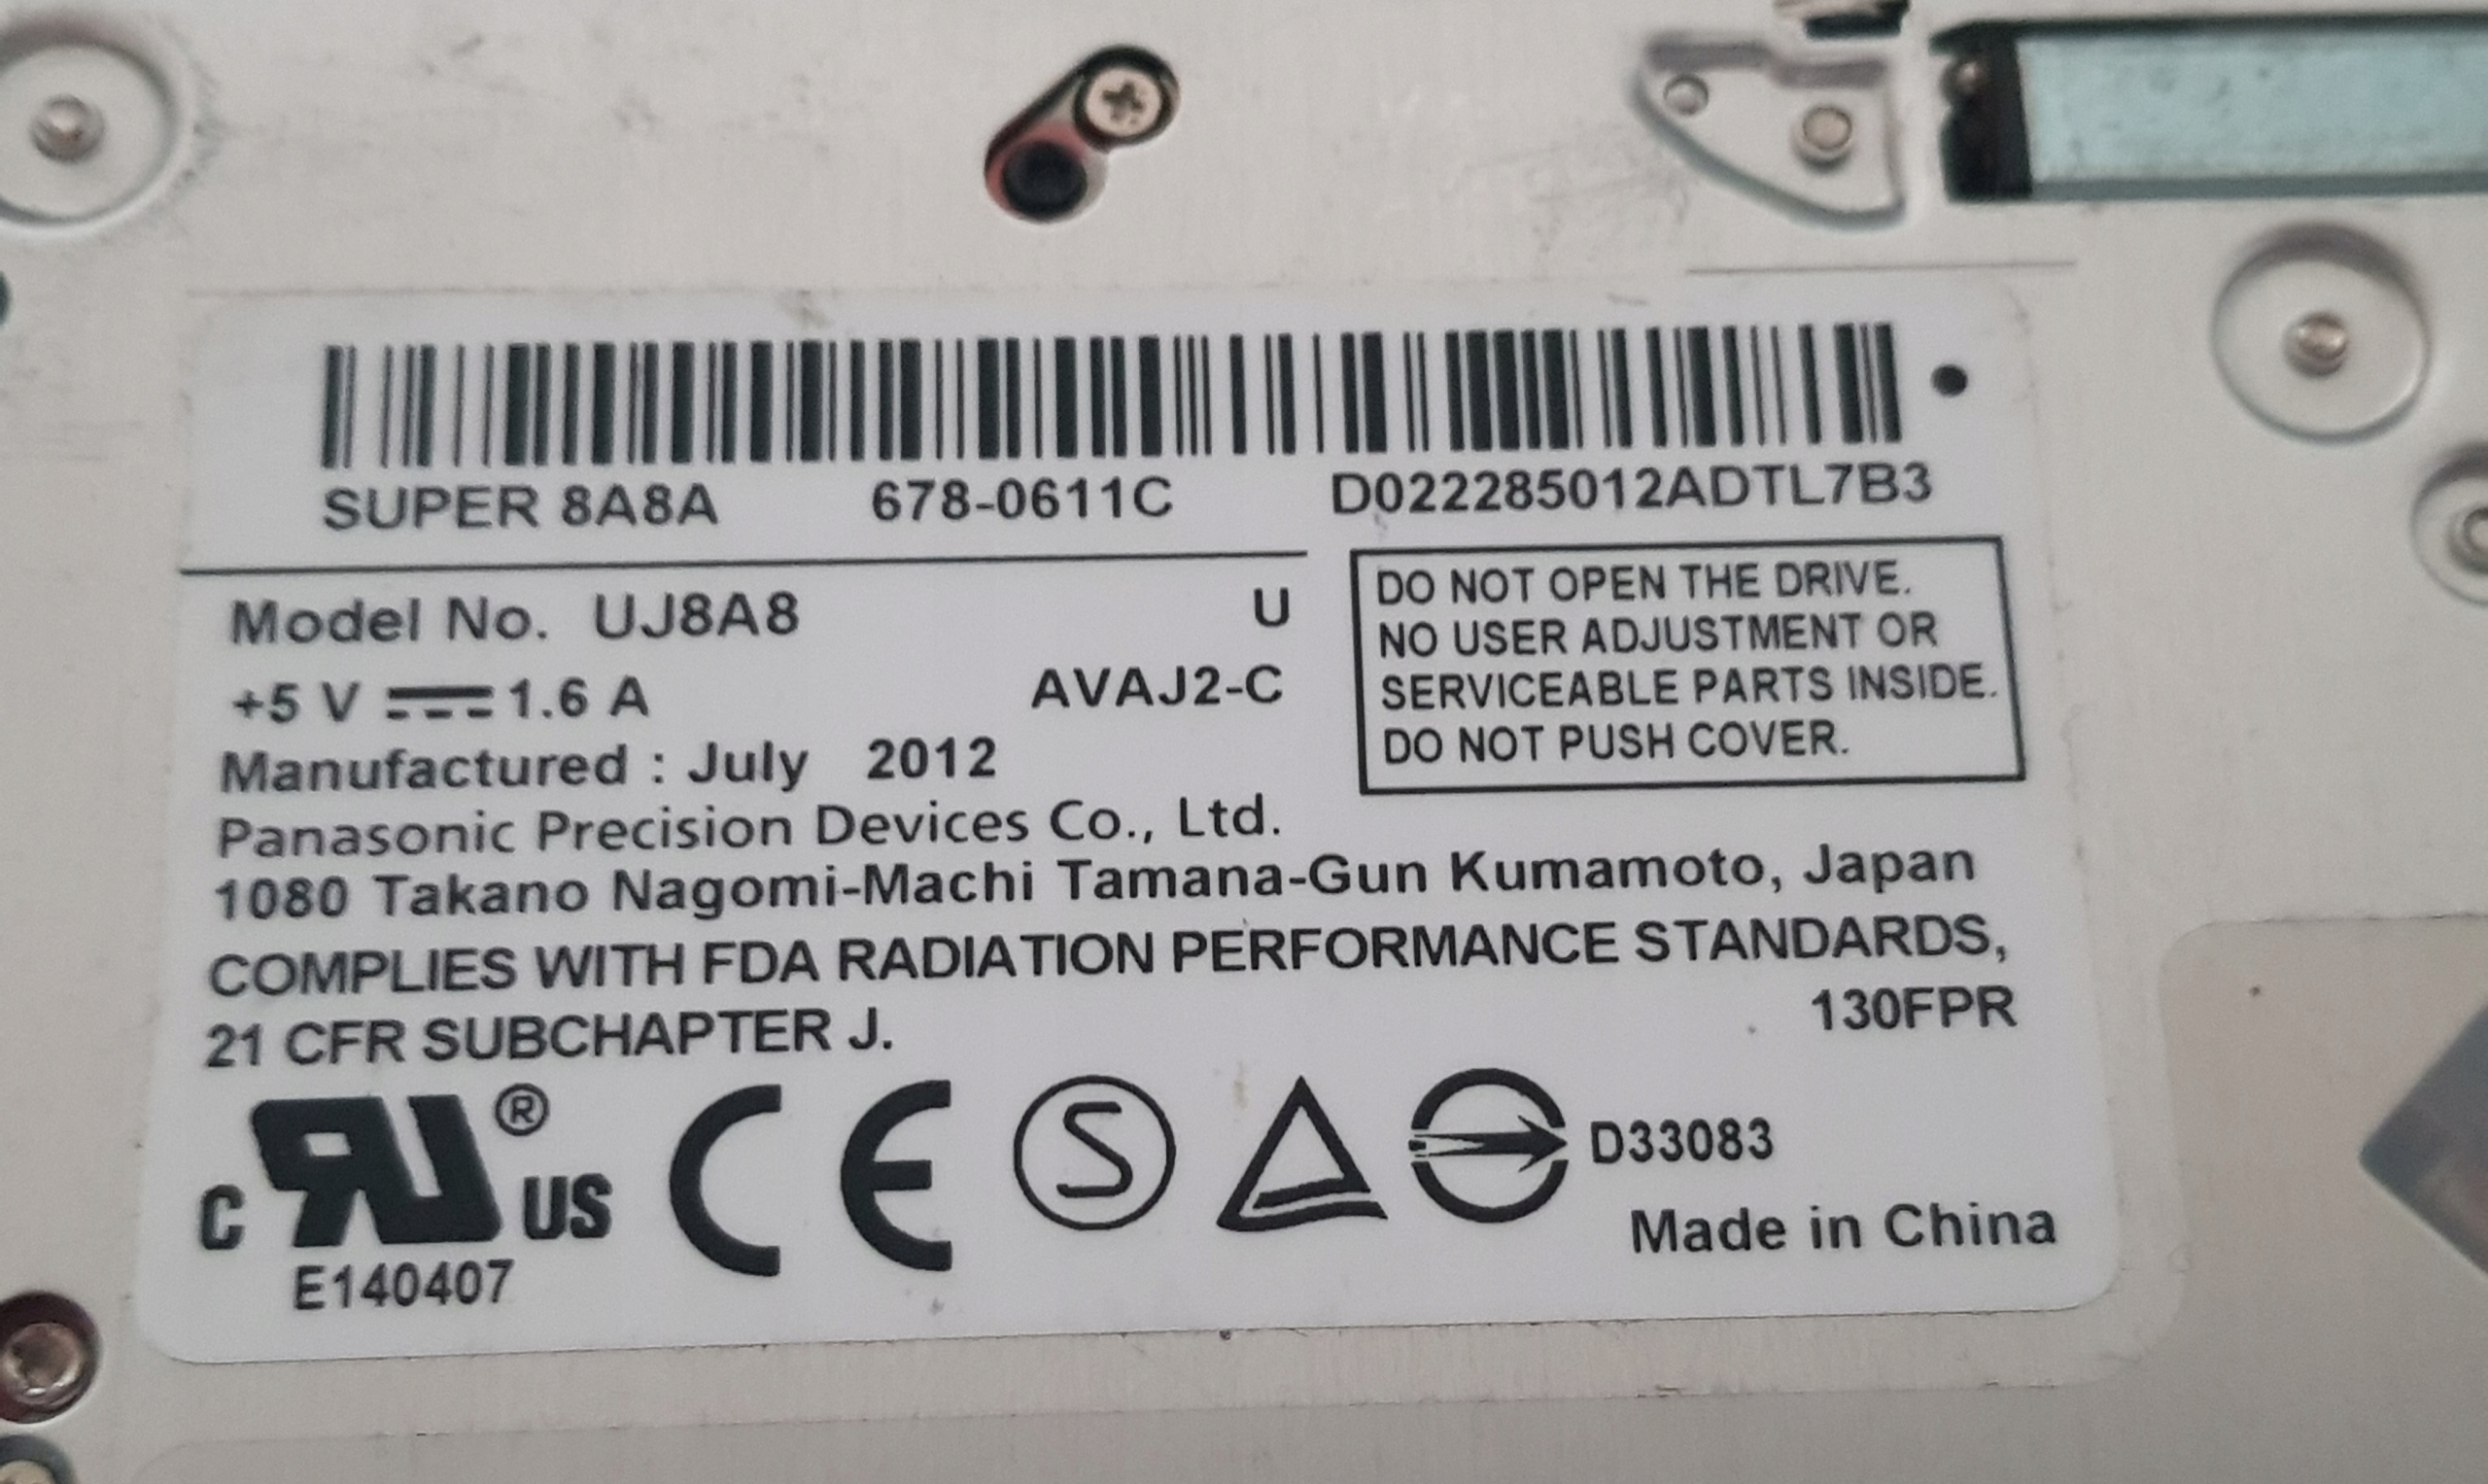 SUPER 8A8A 678-0611C D022285012ADTL7B3
Model No. UJ8A8 U
+5 V ⎓ 1.6 A AVAJ2-C
Manufactured : July 2012
DO NOT OPEN THE DRIVE.
NO USER ADJUSTMENT OR
SERVICEABLE PARTS INSIDE.
DO NOT PUSH COVER.
Panasonic Precision Devices Co., Ltd.
1080 Takano Nagomi-Machi Tamana-Gun Kumamoto, Japan
COMPLIES WITH FDA RADIATION PERFORMANCE STANDARDS,
21 CFR SUBCHAPTER J. 130FPR
C RU ® US CE S D33083
E140407
Made in China